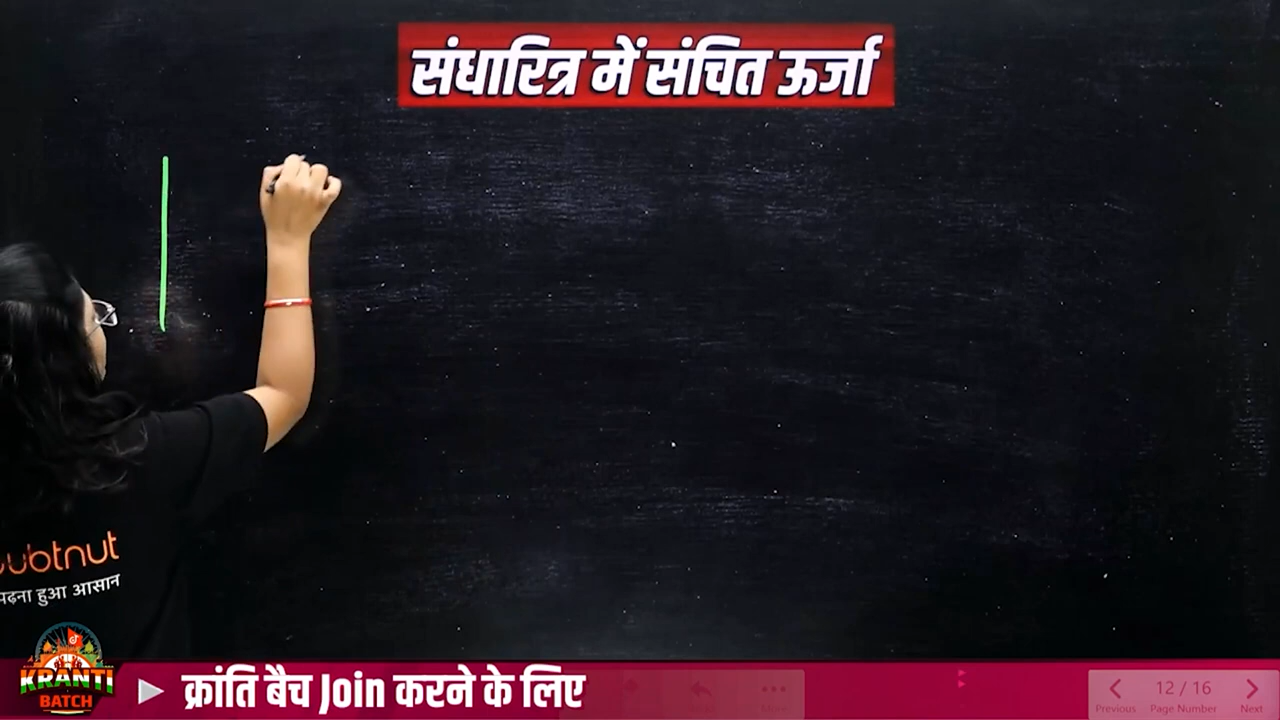 संधारित्र में संचित ऊर्जा
ubtnut
पढ़ना हुआ आसान
KRANTI
BATCH
क्रांति बैच Join करने के लिए
12 / 16
Previous
Page Number
Next